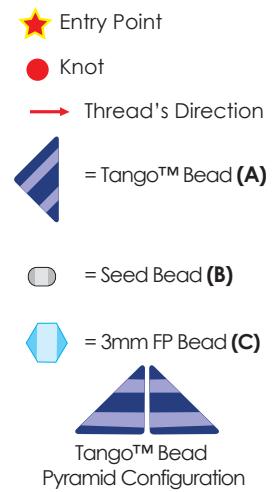 Entry Point
Knot
Thread's Direction
= Tango™ Bead (A)
= Seed Bead (B)
= 3mm FP Bead (C)
Tango™ Bead
Pyramid Configuration